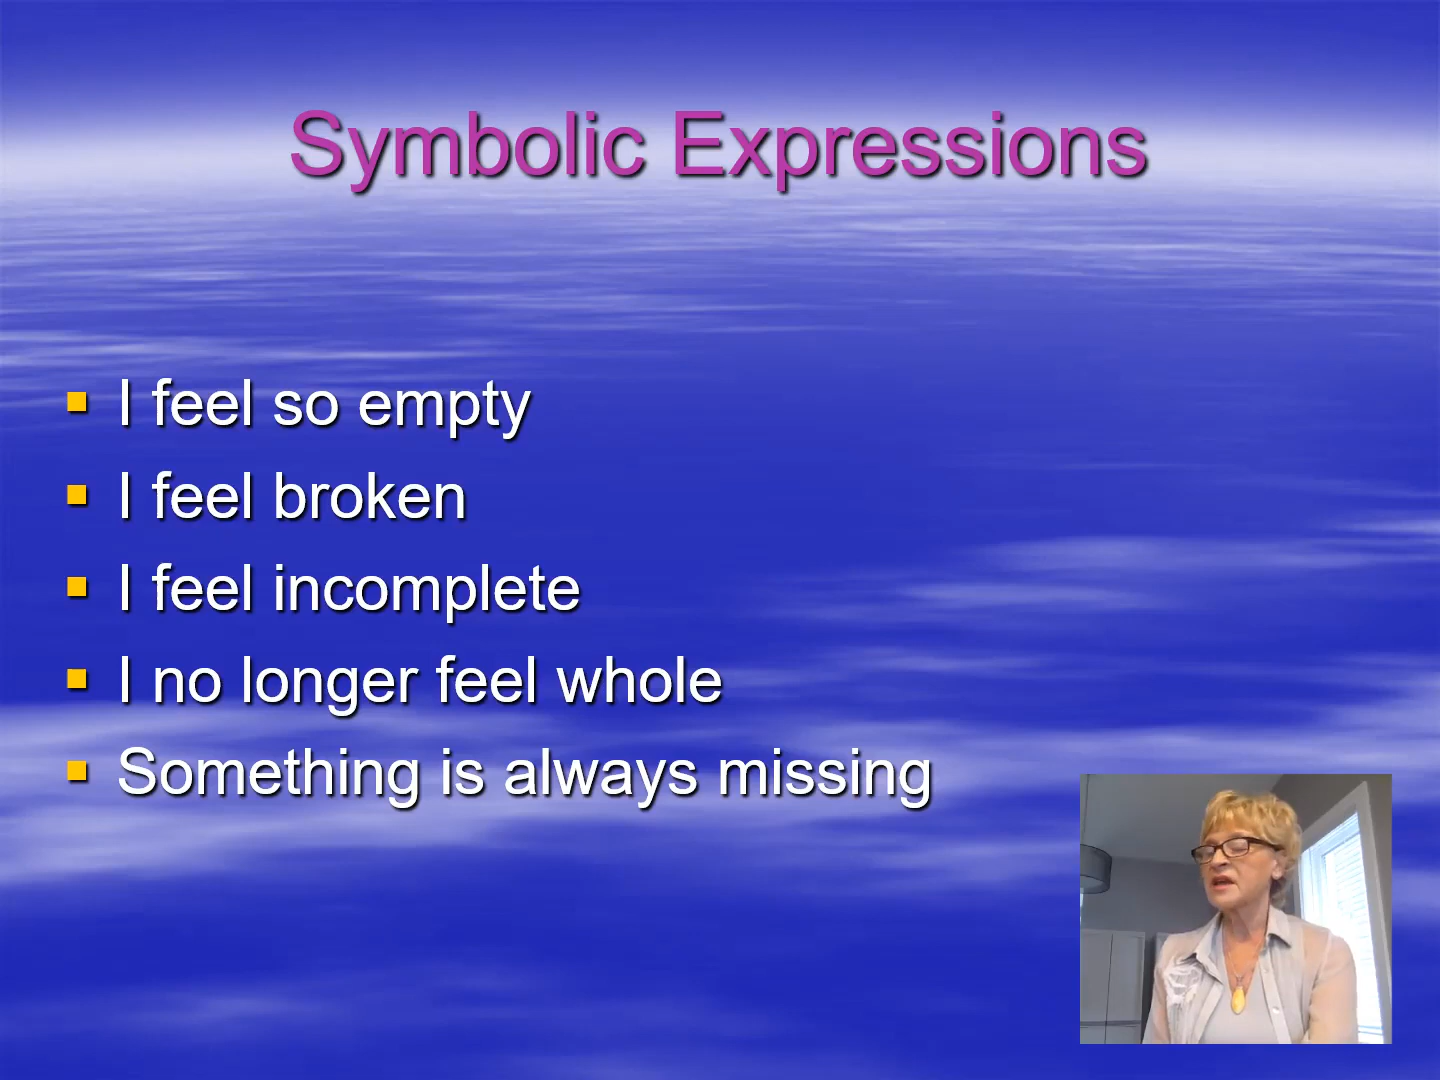 Symbolic Expressions
I feel so empty
I feel broken
I feel incomplete
I no longer feel whole
Something is always missing